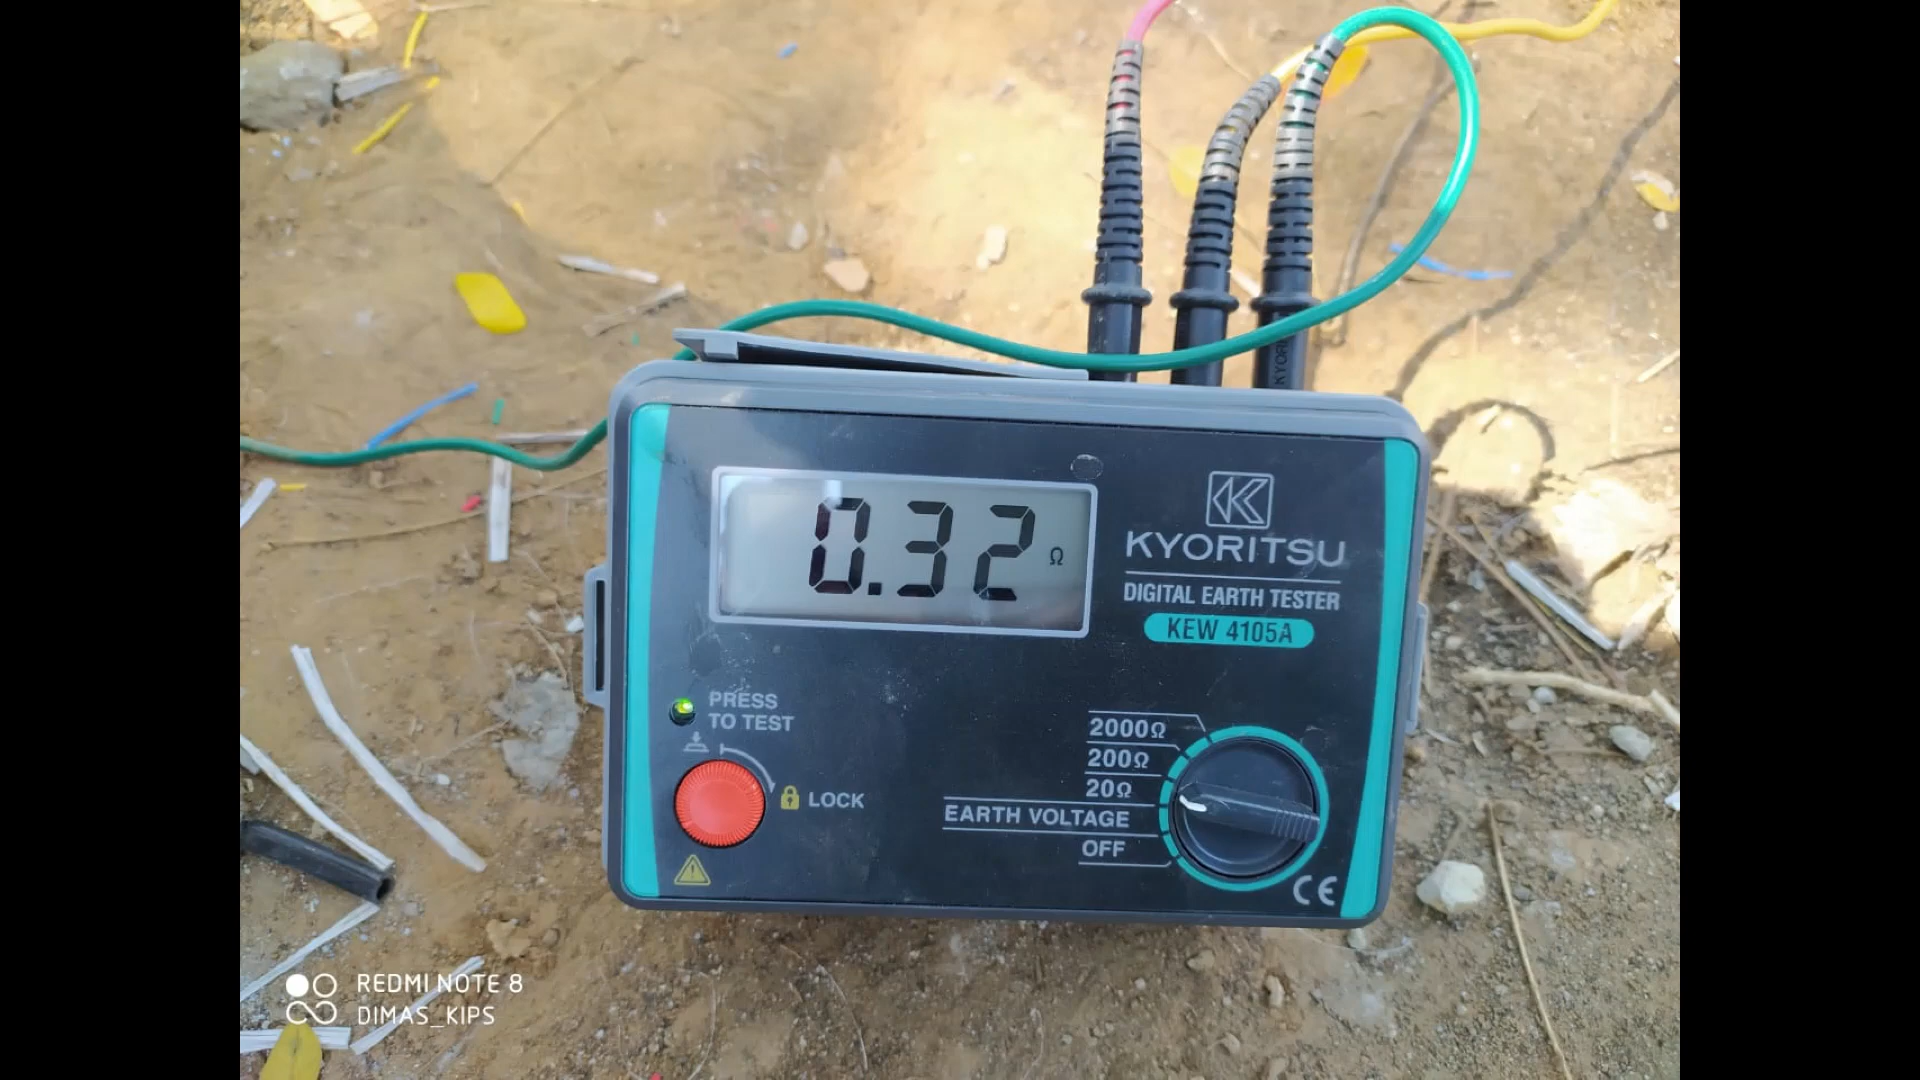 KYORITSU
0.32 Ω
KYORITSU
DIGITAL EARTH TESTER
KEW 4105A
PRESS
TO TEST
LOCK
2000Ω
200Ω
20Ω
EARTH VOLTAGE
OFF
CE
REDMI NOTE 8
DIMAS_KIPS